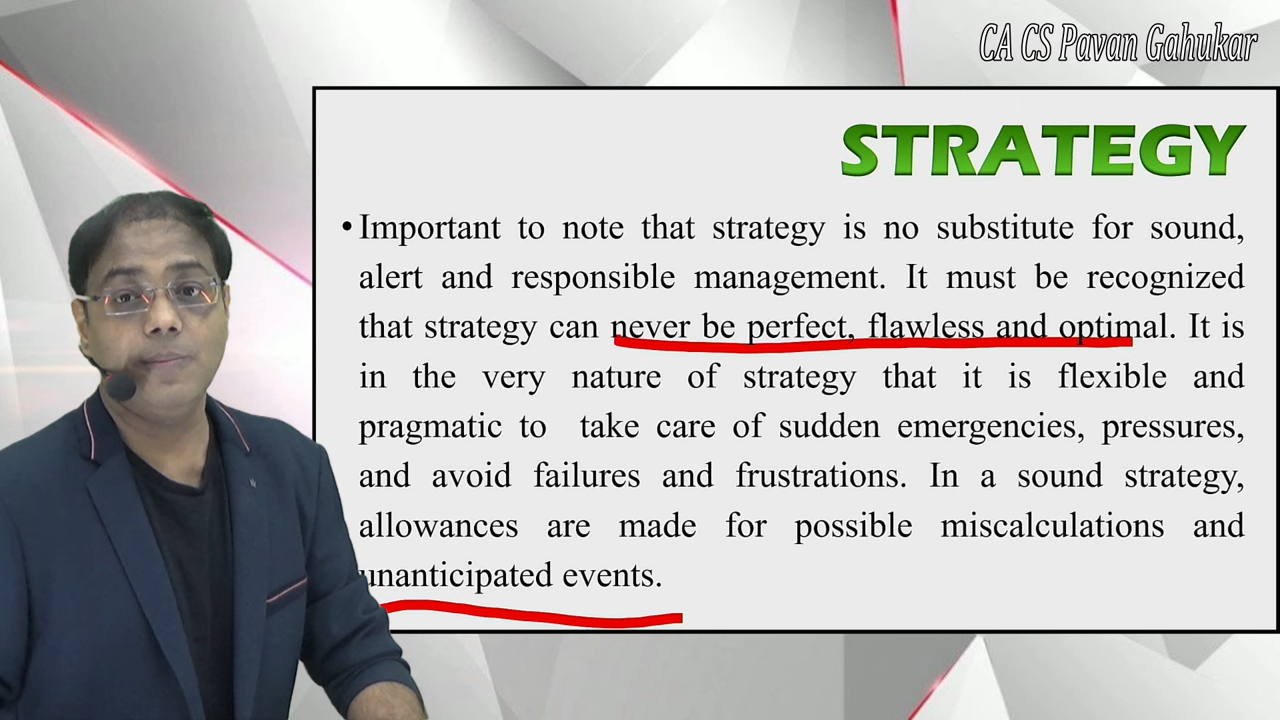 CA CS Pavan Gahukar
STRATEGY
• Important to note that strategy is no substitute for sound,
alert and responsible management. It must be recognized
that strategy can never be perfect, flawless and optimal. It is
in the very nature of strategy that it is flexible and
pragmatic to take care of sudden emergencies, pressures,
and avoid failures and frustrations. In a sound strategy,
allowances are made for possible miscalculations and
unanticipated events.